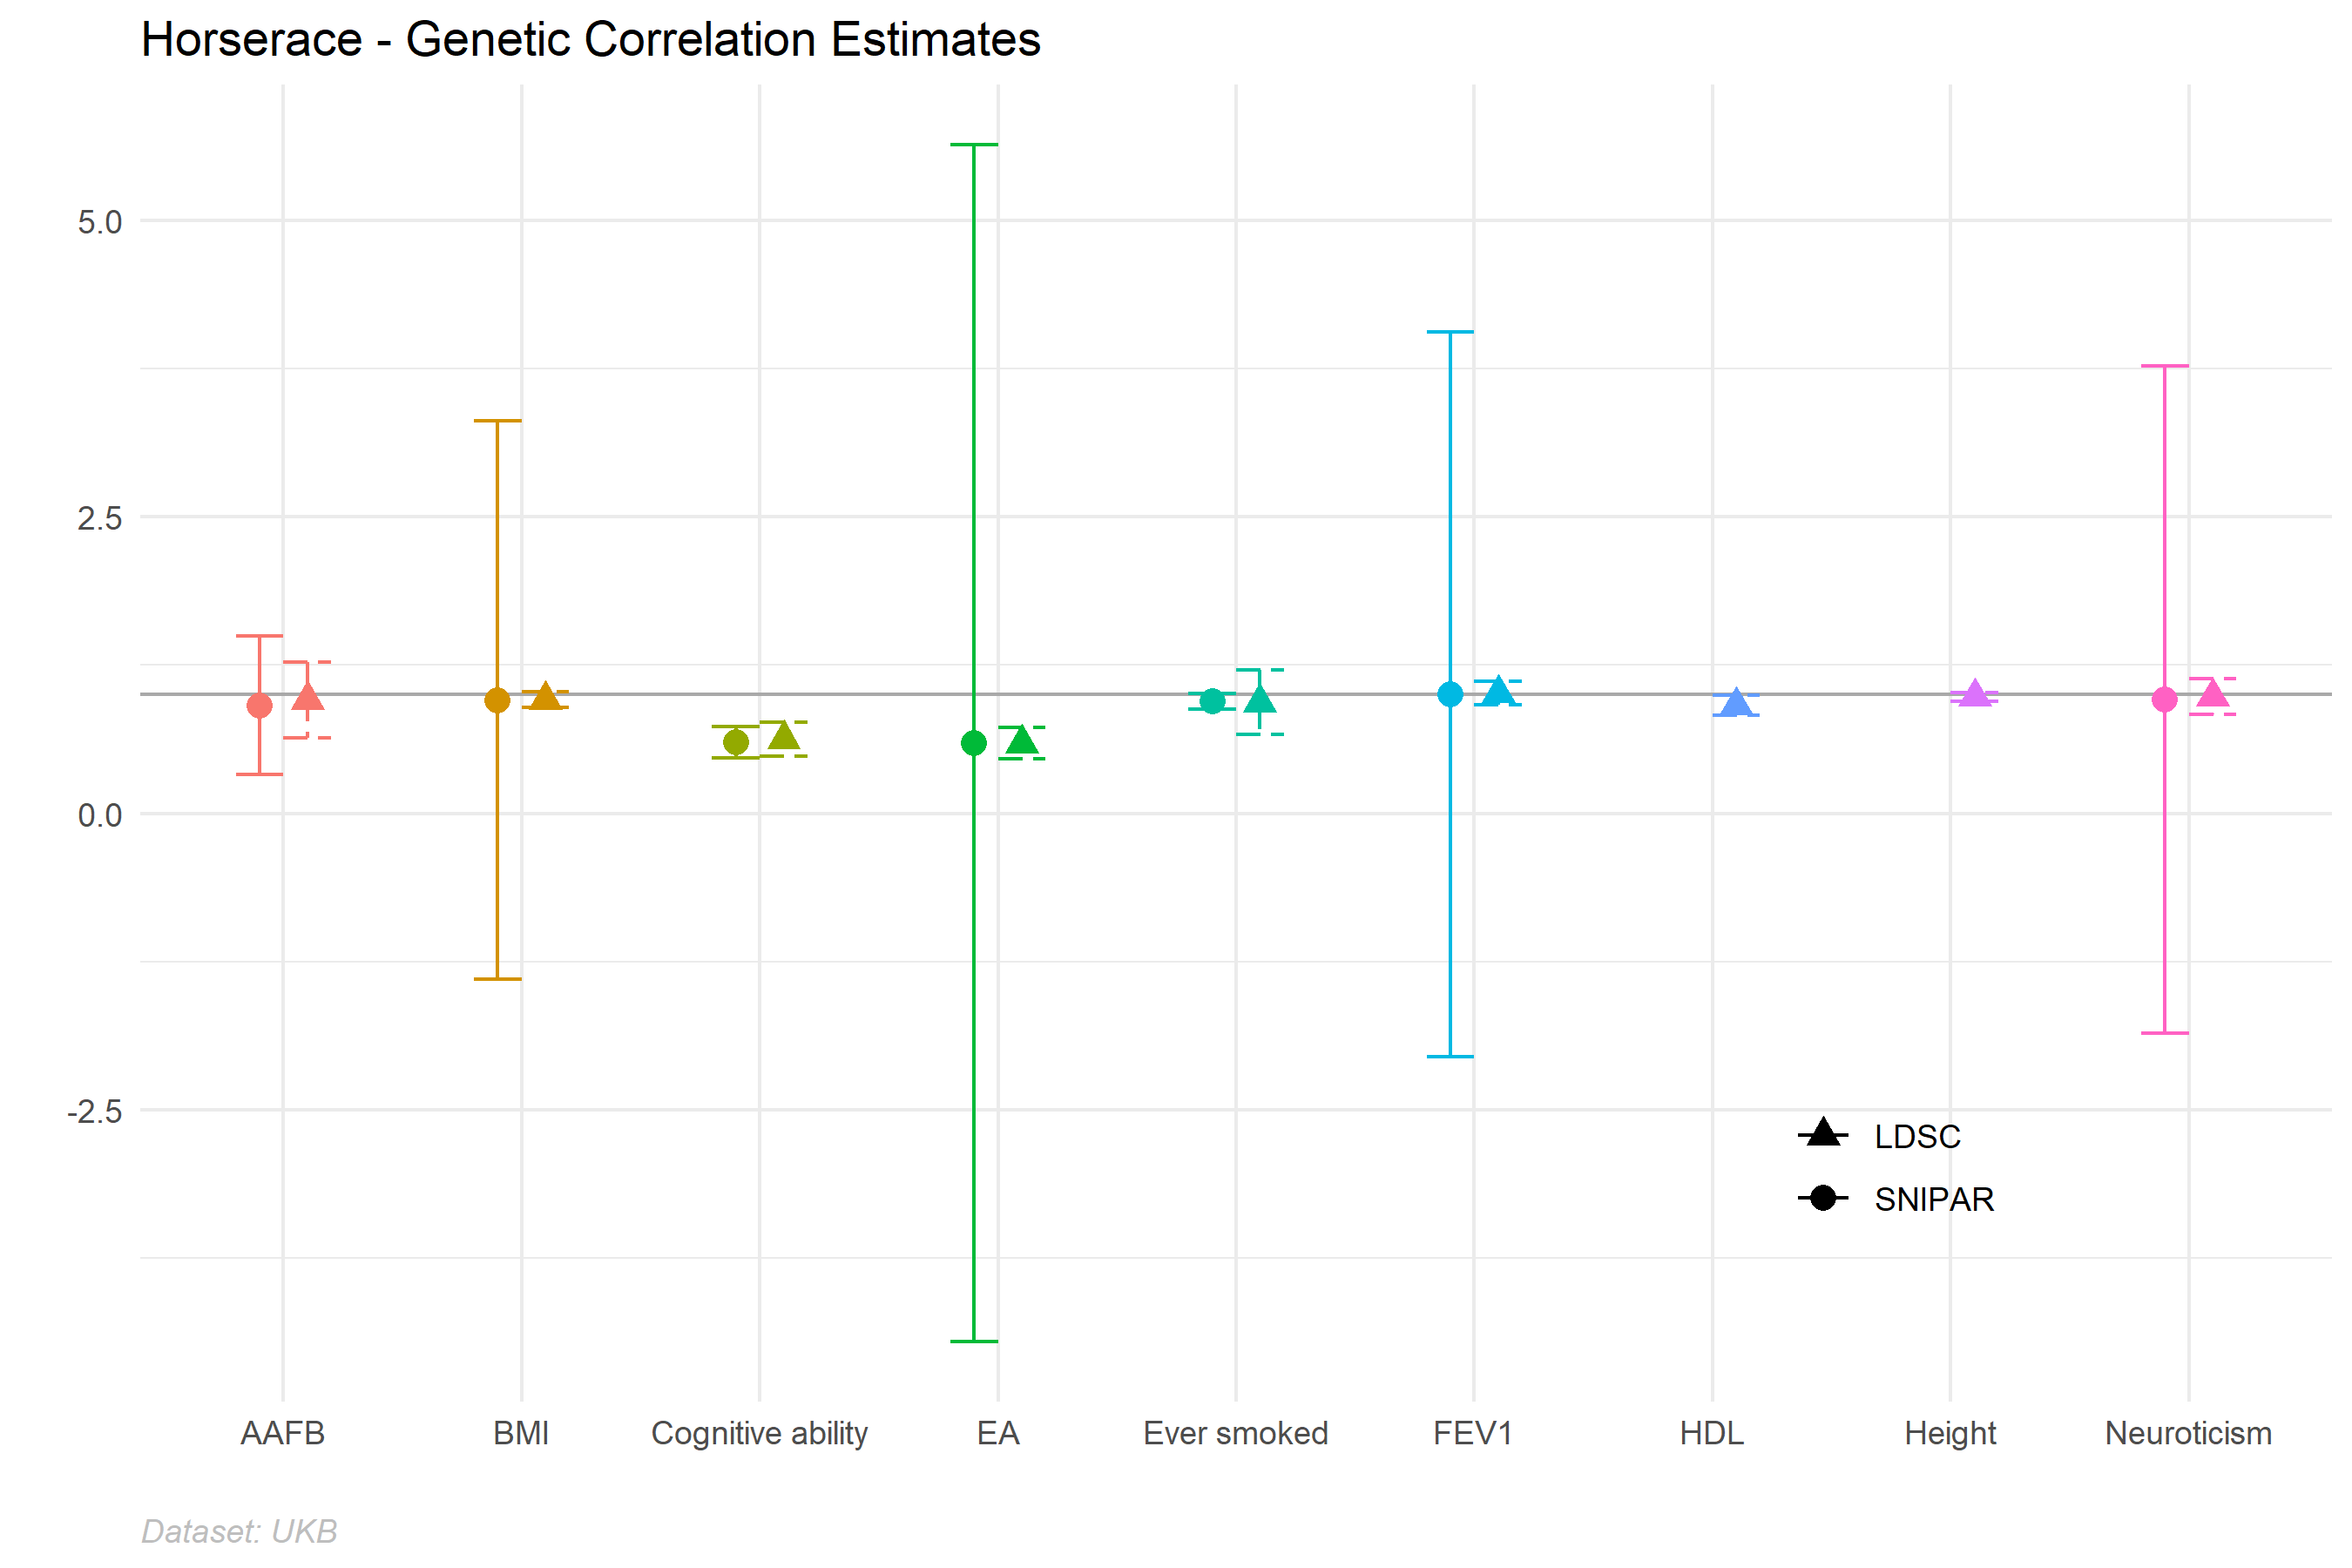 Horserace - Genetic Correlation Estimates
5.0
2.5
0.0
-2.5
LDSC
SNIPAR
AAFB BMI Cognitive ability EA Ever smoked FEV1 HDL Height Neuroticism
Dataset: UKB